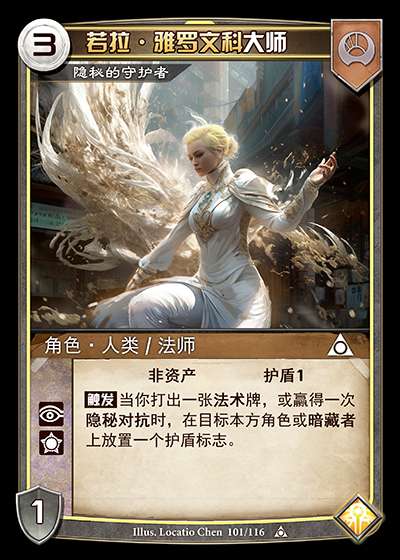 3
若拉·雅罗文科大师
隐秘的守护者
角色·人类/法师
非资产 护盾1
触发 当你打出一张法术牌，或赢得一次
隐秘对抗时，在目标本方角色或暗藏者
上放置一个护盾标志。
1
Illus. Locatio Chen 101/116